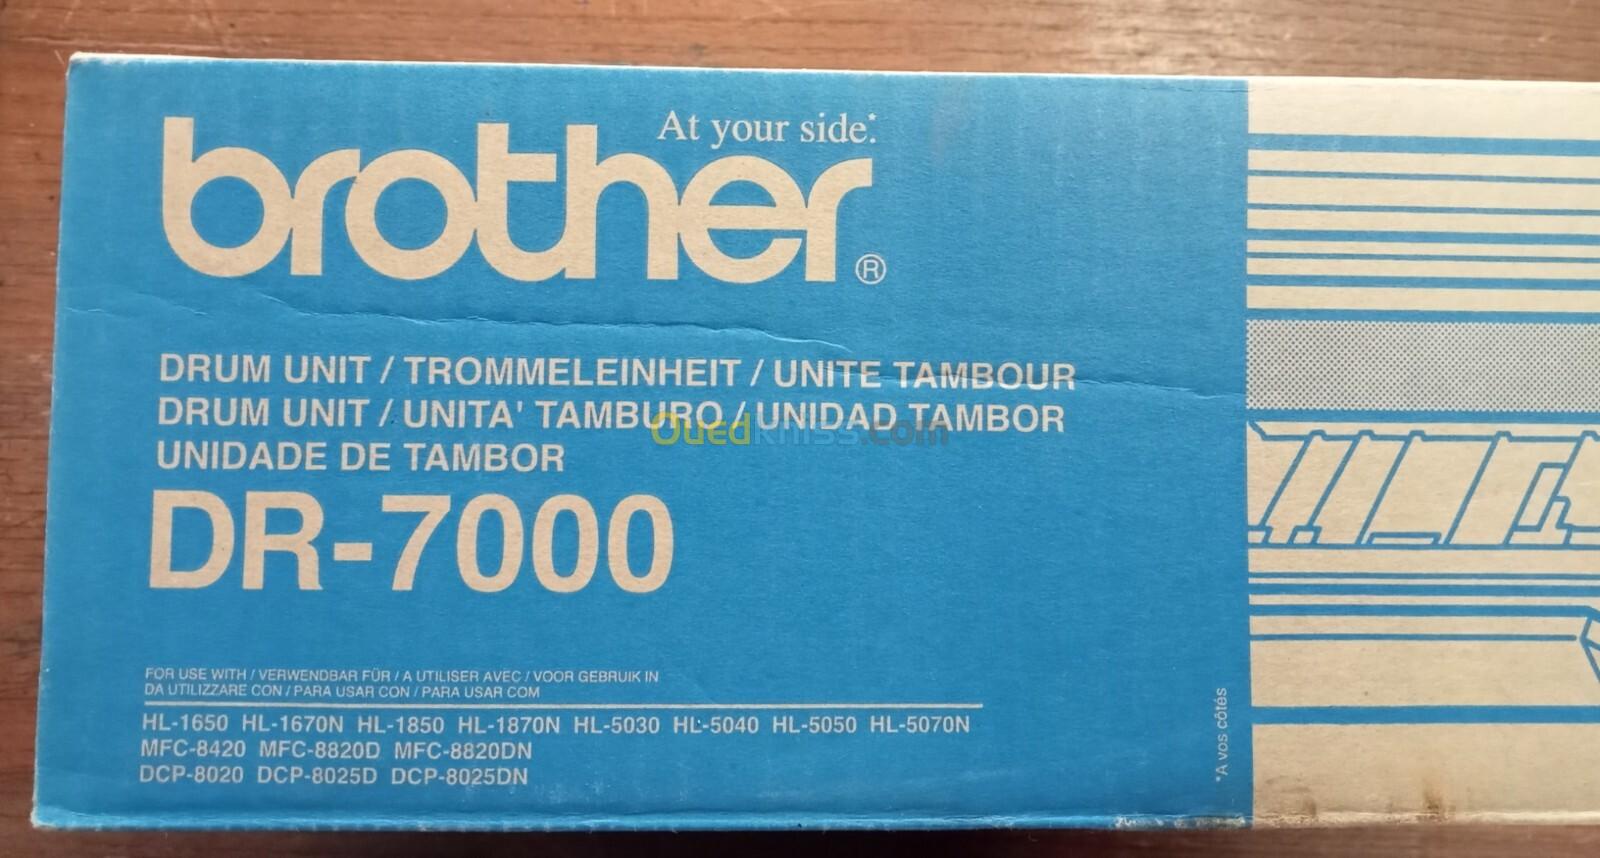 At your side.*
brother®
DRUM UNIT / TROMMELEINHEIT / UNITE TAMBOUR
DRUM UNIT / UNITA' TAMBURO / UNIDAD TAMBOR
UNIDADE DE TAMBOR
Ouedkniss.com
DR-7000
FOR USE WITH / VERWENDBAR FÜR / A UTILISER AVEC / VOOR GEBRUIK IN
DA UTILIZZARE CON / PARA USAR CON / PARA USAR COM
HL-1650 HL-1670N HL-1850 HL-1870N HL-5030 HL-5040 HL-5050 HL-5070N
MFC-8420 MFC-8820D MFC-8820DN
DCP-8020 DCP-8025D DCP-8025DN
*A vos côtés